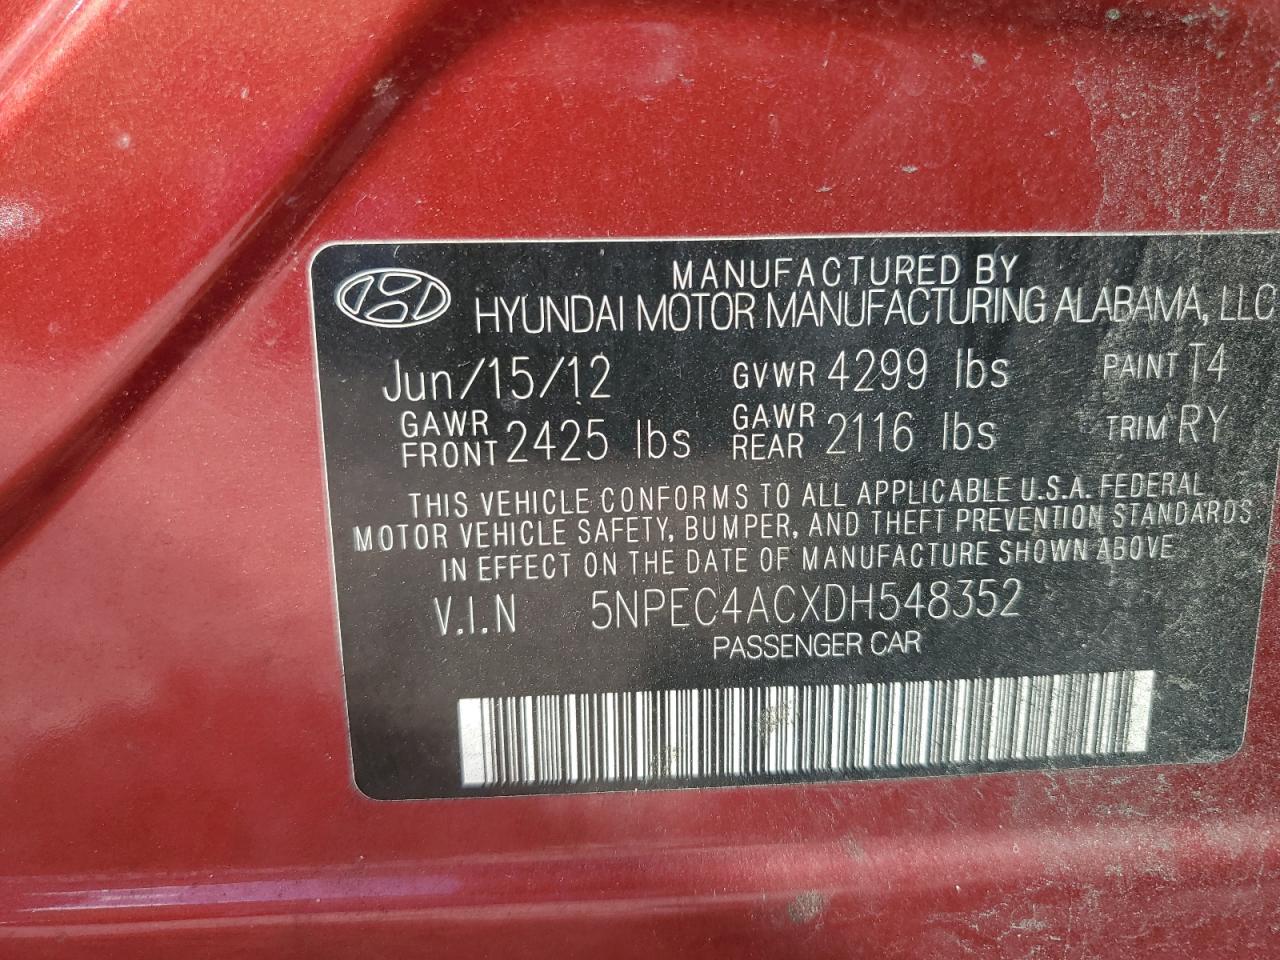 MANUFACTURED BY
HYUNDAI MOTOR MANUFACTURING ALABAMA, LLC
Jun/15/12 GVWR 4299 lbs PAINT T4
GAWR FRONT 2425 lbs GAWR REAR 2116 lbs TRIM RY
THIS VEHICLE CONFORMS TO ALL APPLICABLE U.S.A. FEDERAL
MOTOR VEHICLE SAFETY, BUMPER, AND THEFT PREVENTION STANDARDS
IN EFFECT ON THE DATE OF MANUFACTURE SHOWN ABOVE
V.I.N 5NPEC4ACXDH548352
PASSENGER CAR